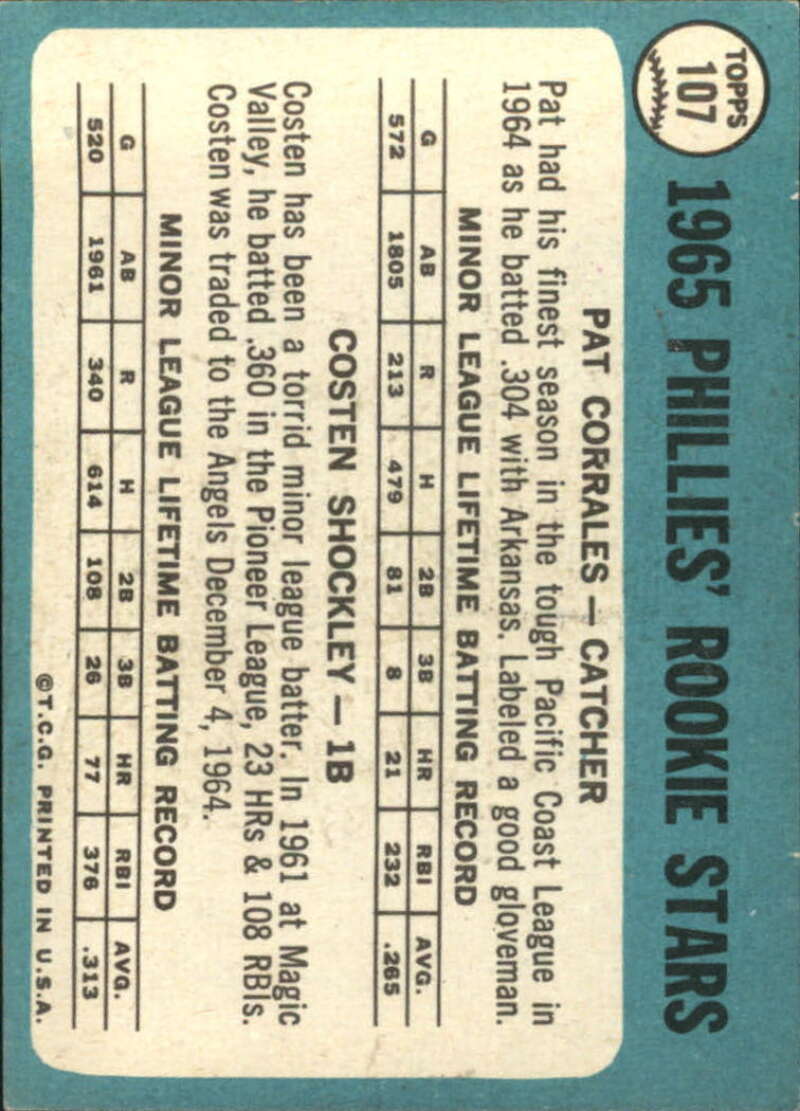 TOPPS
107
1965 PHILLIES' ROOKIE STARS
PAT CORRALES — CATCHER
Pat had his finest season in the tough Pacific Coast League in
1964 as he batted .304 with Arkansas. Labeled a good gloveman.
MINOR LEAGUE LIFETIME BATTING RECORD
G AB R H 2B 3B HR RBI AVG.
572 1805 213 479 81 8 21 232 .265
COSTEN SHOCKLEY — 1B
Costen has been a torrid minor league batter. In 1961 at Magic
Valley, he batted .360 in the Pioneer League, 23 HRs & 108 RBIs.
Costen was traded to the Angels December 4, 1964.
MINOR LEAGUE LIFETIME BATTING RECORD
G AB R H 2B 3B HR RBI AVG.
520 1961 340 614 108 26 77 376 .313
©T.C.G. PRINTED IN U.S.A.